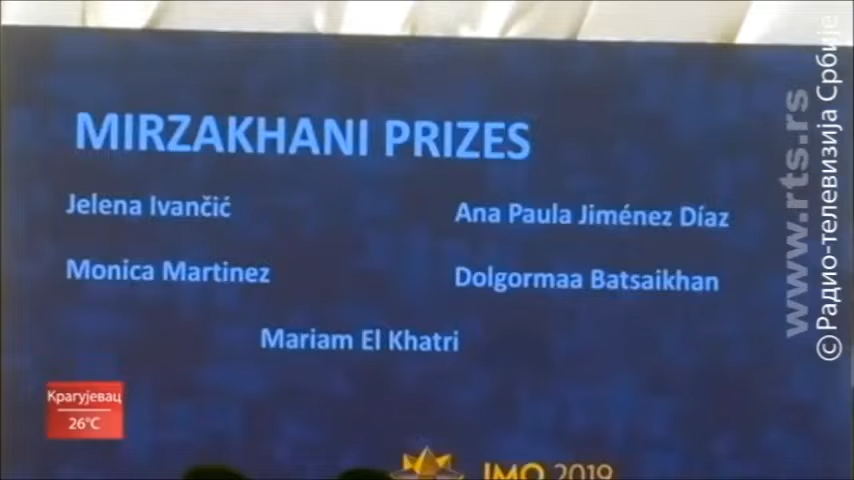 MIRZAKHANI PRIZES
Jelena Ivančić
Ana Paula Jiménez Díaz
Monica Martinez
Dolgormaa Batsaikhan
Mariam El Khatri
IMO 2019
Крагујевац
26°C
www.rts.rs
©Радио-телевизија Србије